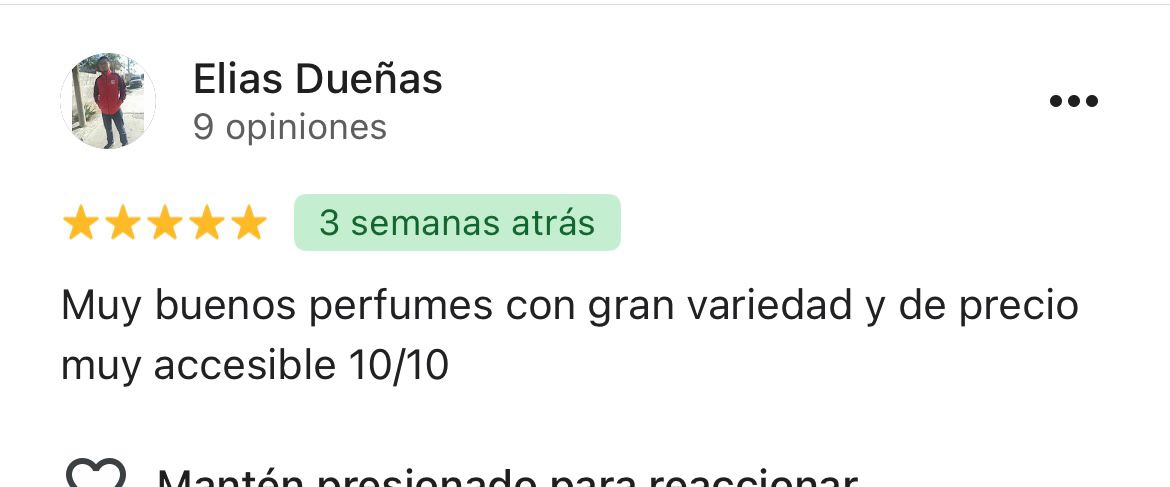 Elias Dueñas
9 opiniones
3 semanas atrás
Muy buenos perfumes con gran variedad y de precio
muy accesible 10/10
Mantén presionado para reaccionar